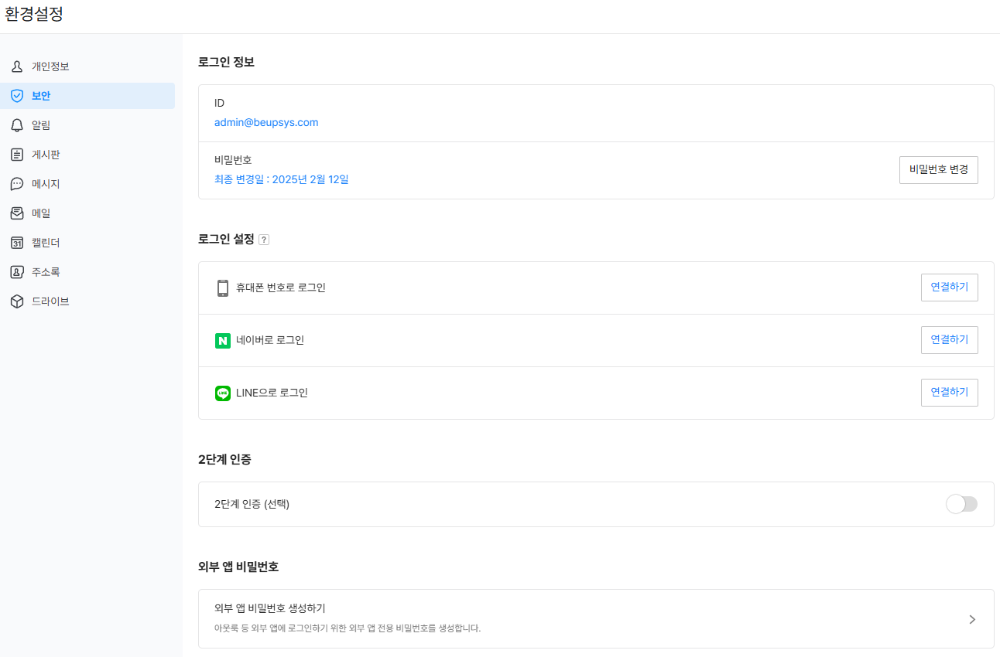 환경설정
개인정보
보안
알림
게시판
메시지
메일
31
캘린더
주소록
드라이브
로그인 정보
ID
admin@beupsys.com
비밀번호
최종 변경일 : 2025년 2월 12일
비밀번호 변경
로그인 설정 ?
휴대폰 번호로 로그인
연결하기
N 네이버로 로그인
연결하기
LINE LINE으로 로그인
연결하기
2단계 인증
2단계 인증 (선택)
외부 앱 비밀번호
외부 앱 비밀번호 생성하기
아웃룩 등 외부 앱에 로그인하기 위한 외부 앱 전용 비밀번호를 생성합니다.